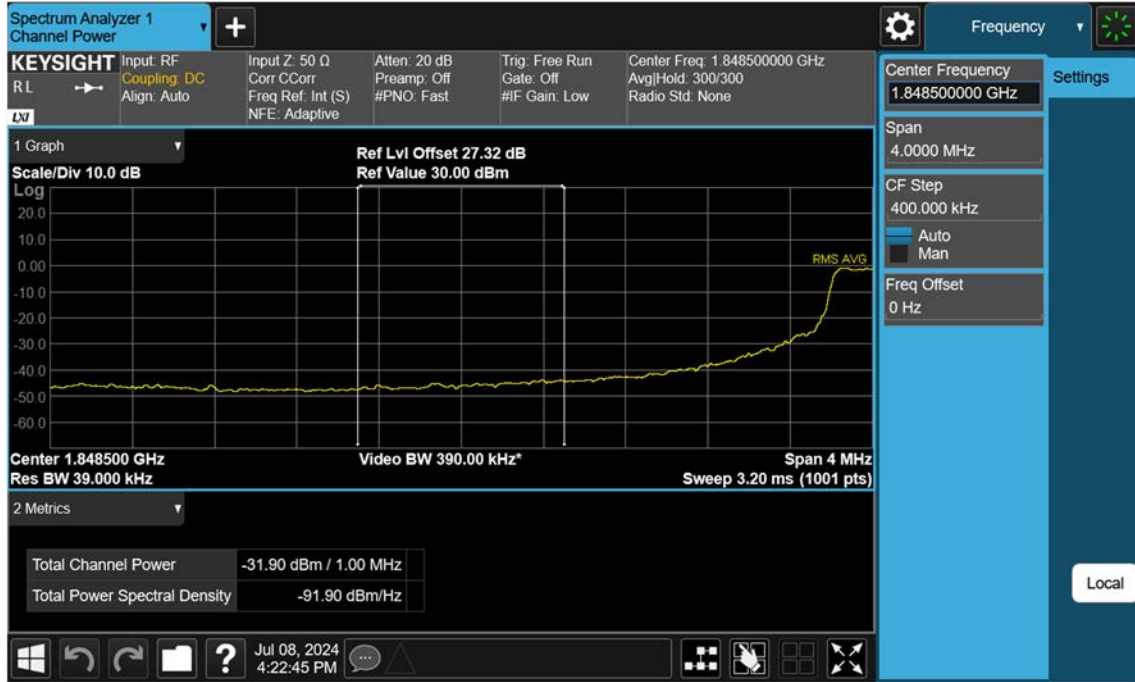 Spectrum Analyzer 1
Channel Power
+
Frequency
KEYSIGHT
R L
LXI
Input: RF
Coupling: DC
Align: Auto
Input Z: 50 Ω
Corr CCorr
Freq Ref: Int (S)
NFE: Adaptive
Atten: 20 dB
Preamp: Off
#PNO: Fast
Trig: Free Run
Gate: Off
#IF Gain: Low
Center Freq: 1.848500000 GHz
Avg|Hold: 300/300
Radio Std: None
Center Frequency
1.848500000 GHz
Settings
Span
4.0000 MHz
CF Step
400.000 kHz
Auto
Man
Freq Offset
0 Hz
1 Graph
Scale/Div 10.0 dB
Ref Lvl Offset 27.32 dB
Ref Value 30.00 dBm
Log
20.0
10.0
0.00
-10.0
-20.0
-30.0
-40.0
-50.0
-60.0
RMS AVG
Center 1.848500 GHz
Video BW 390.00 kHz*
Span 4 MHz
Res BW 39.000 kHz
Sweep 3.20 ms (1001 pts)
2 Metrics
Total Channel Power -31.90 dBm / 1.00 MHz
Total Power Spectral Density -91.90 dBm/Hz
Local
?
Jul 08, 2024
4:22:45 PM